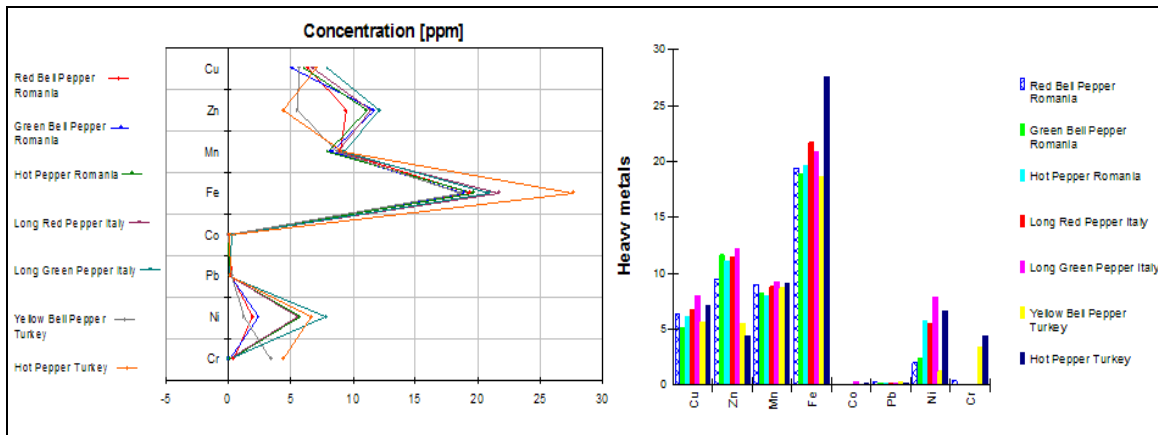 Concentration [ppm]
Red Bell Pepper
Romania
Green Bell Pepper
Romania
Hot Pepper Romania
Long Red Pepper Italy
Long Green Pepper Italy
Yellow Bell Pepper
Turkey
Hot Pepper Turkey
Cu
Zn
Mn
Fe
Co
Pb
Ni
Cr
0 5 10 15 20 25 30
Heavy metals
30
25
20
15
10
5
0
Cu Zn Mn Fe Co Pb Ni Cr
Red Bell Pepper
Romania
Green Bell Pepper
Romania
Hot Pepper Romania
Long Red Pepper Italy
Long Green Pepper Italy
Yellow Bell Pepper
Turkey
Hot Pepper Turkey